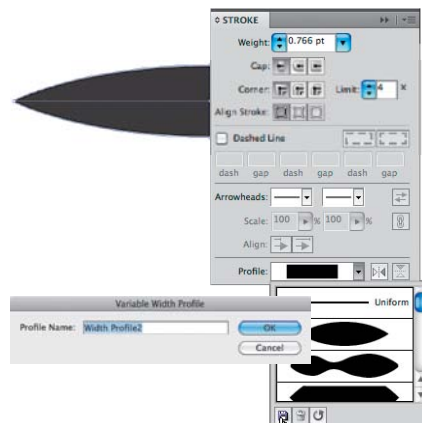 STROKE
Weight: 0.766 pt
Cap:
Corner: Limit: 4 x
Align Stroke:
Dashed Line
dash gap dash gap dash gap
Arrowheads:
Scale: 100 % 100 %
Align:
Profile:
Uniform
Variable Width Profile
Profile Name: Width Profile2 OK
Cancel